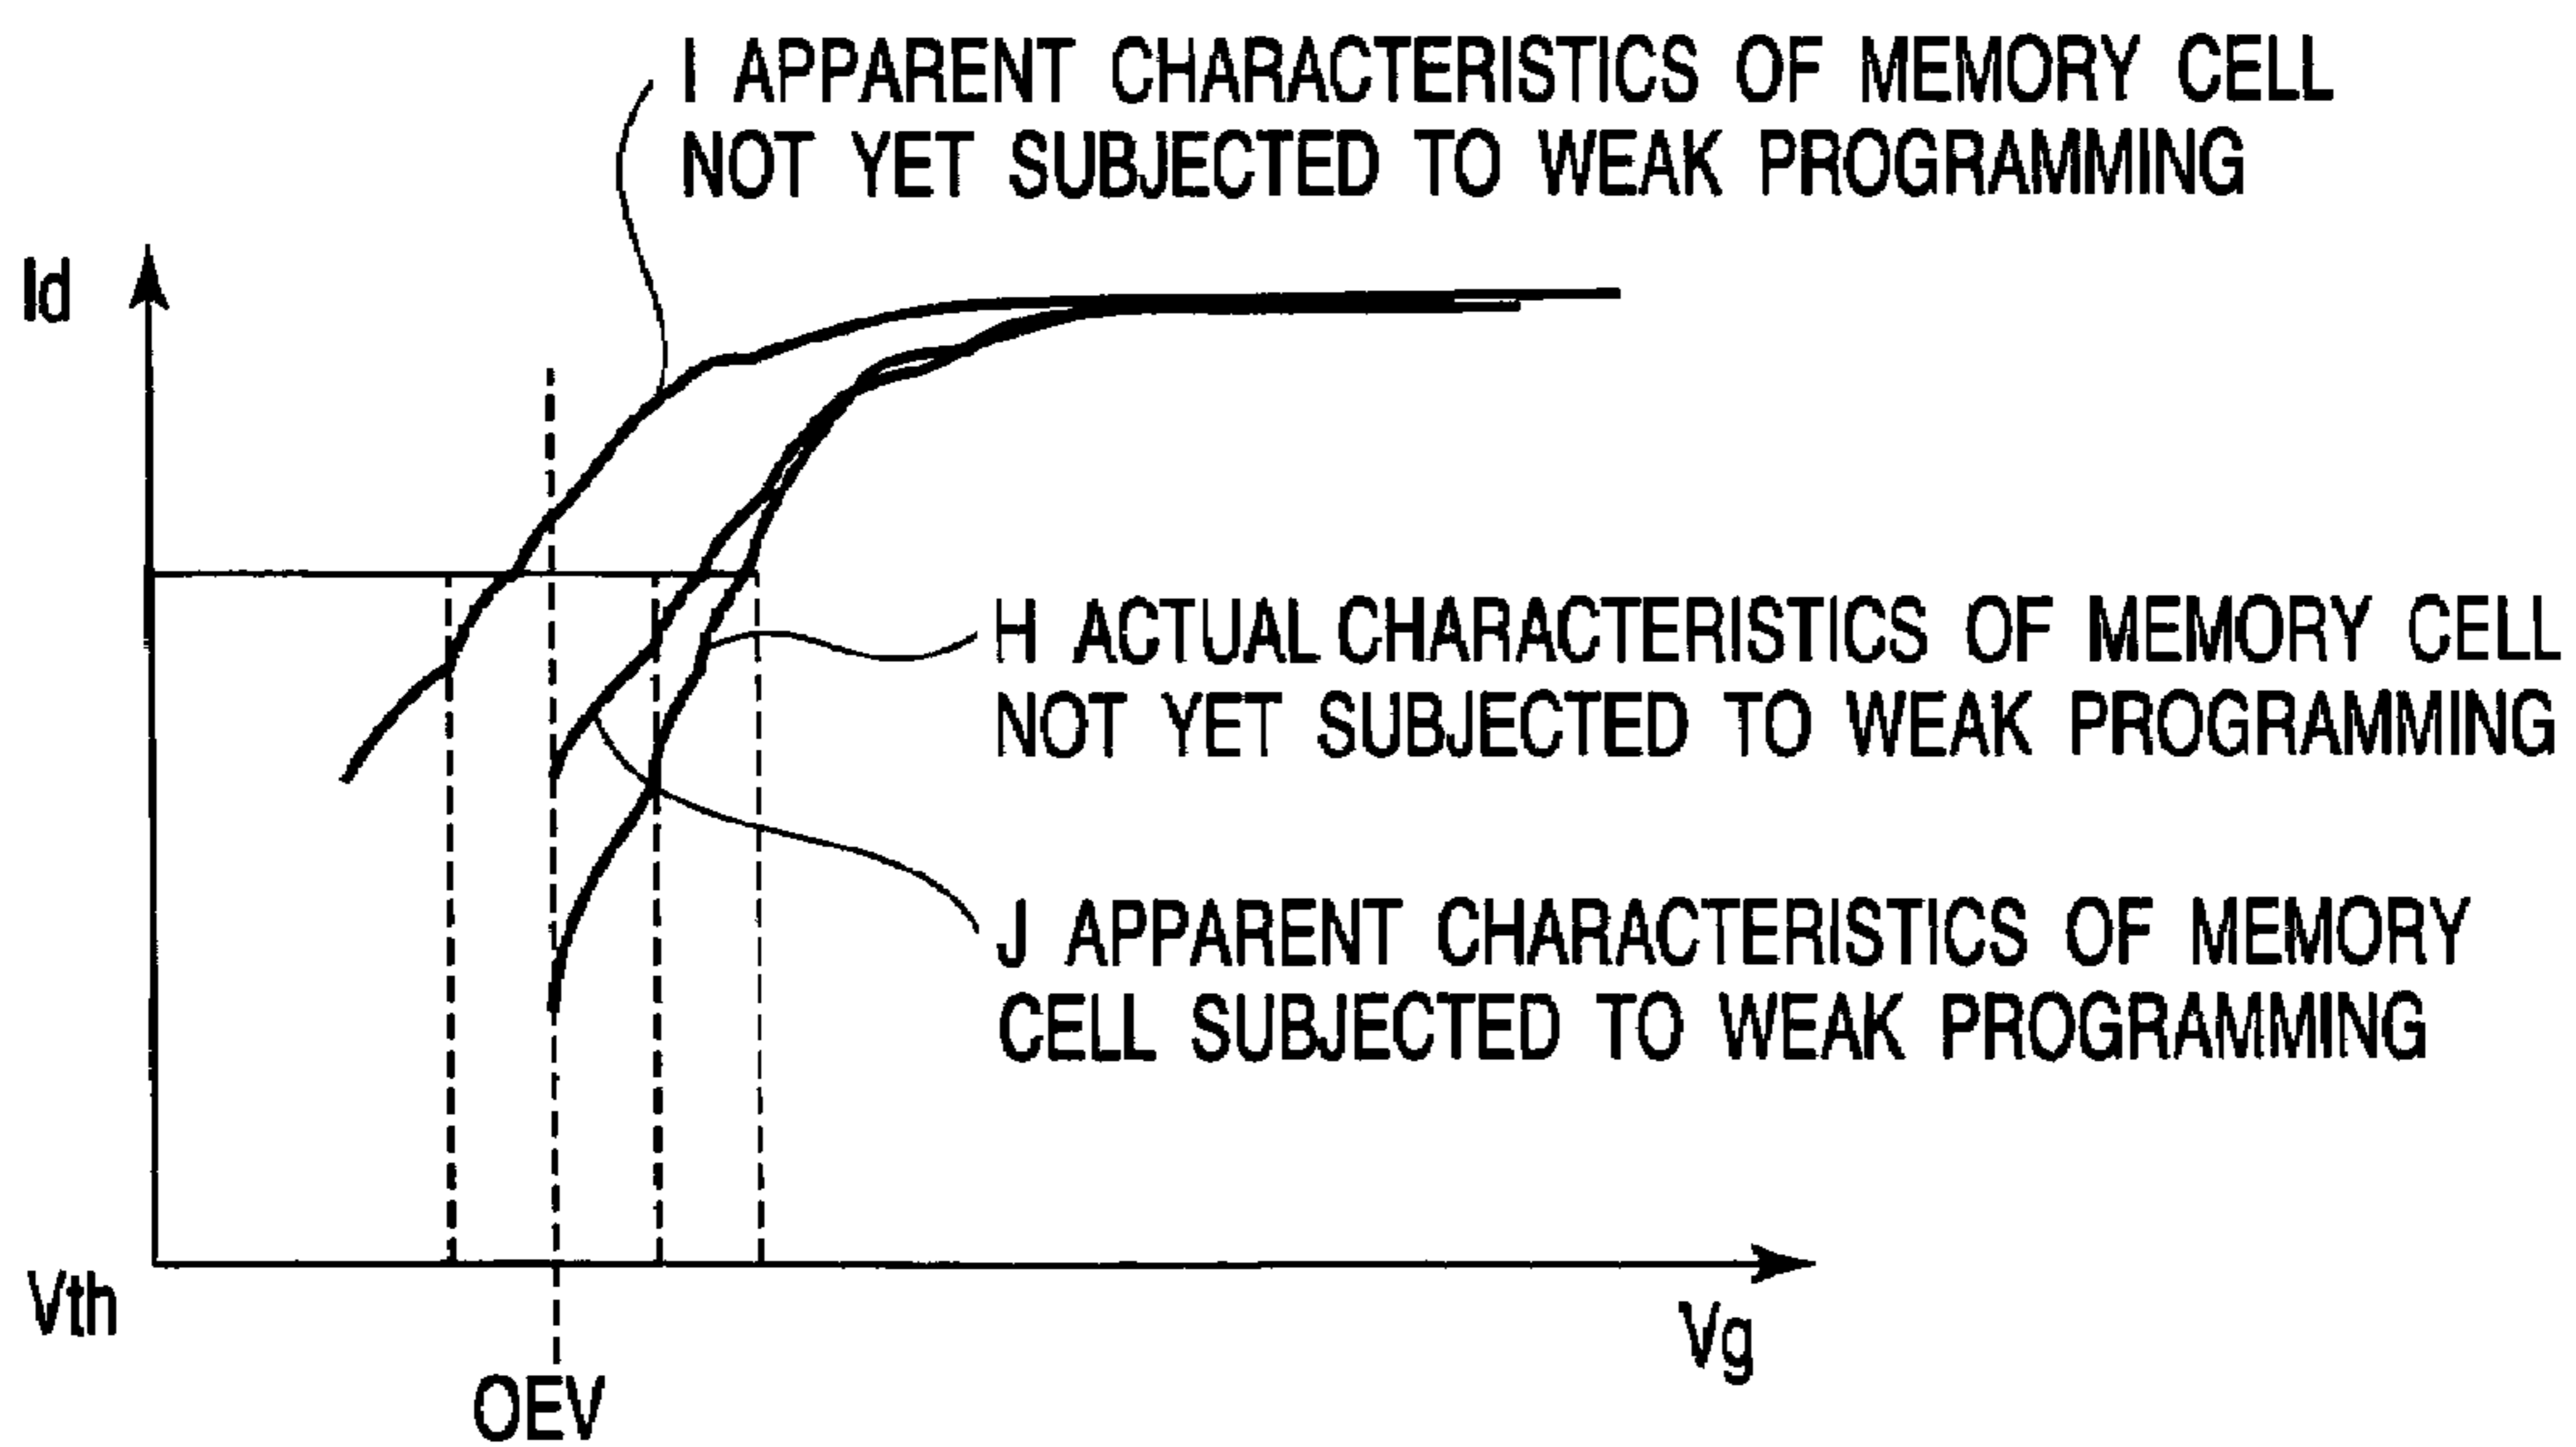 I APPARENT CHARACTERISTICS OF MEMORY CELL
NOT YET SUBJECTED TO WEAK PROGRAMMING
Id
H ACTUAL CHARACTERISTICS OF MEMORY CELL
NOT YET SUBJECTED TO WEAK PROGRAMMING
J APPARENT CHARACTERISTICS OF MEMORY
CELL SUBJECTED TO WEAK PROGRAMMING
Vth
Vg
OEV